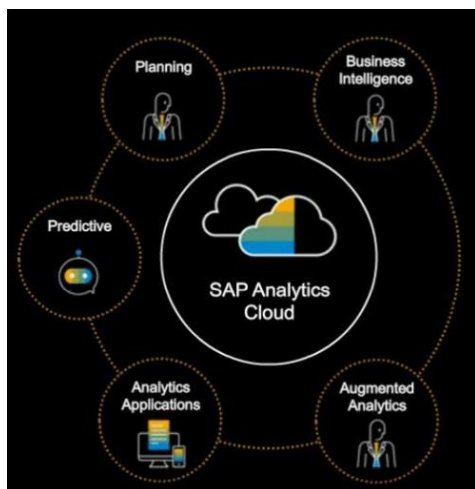 Planning
Business
Intelligence
Predictive
SAP Analytics
Cloud
Analytics
Applications
Augmented
Analytics